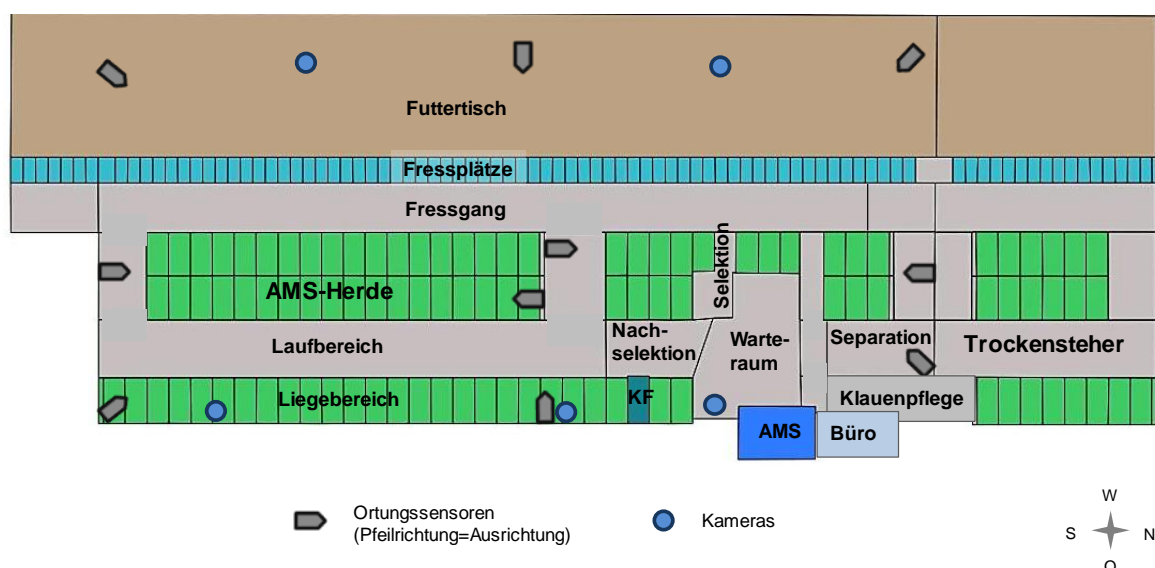 Futtertisch
Fressplätze
Fressgang
Selektion
AMS-Herde
Nach-
selektion
Warte-
raum
Separation
Trockensteher
Laufbereich
Liegebereich
KF
Klauenpflege
AMS
Büro
Ortungssensoren
(Pfeilrichtung=Ausrichtung)
Kameras
W
S
N
O